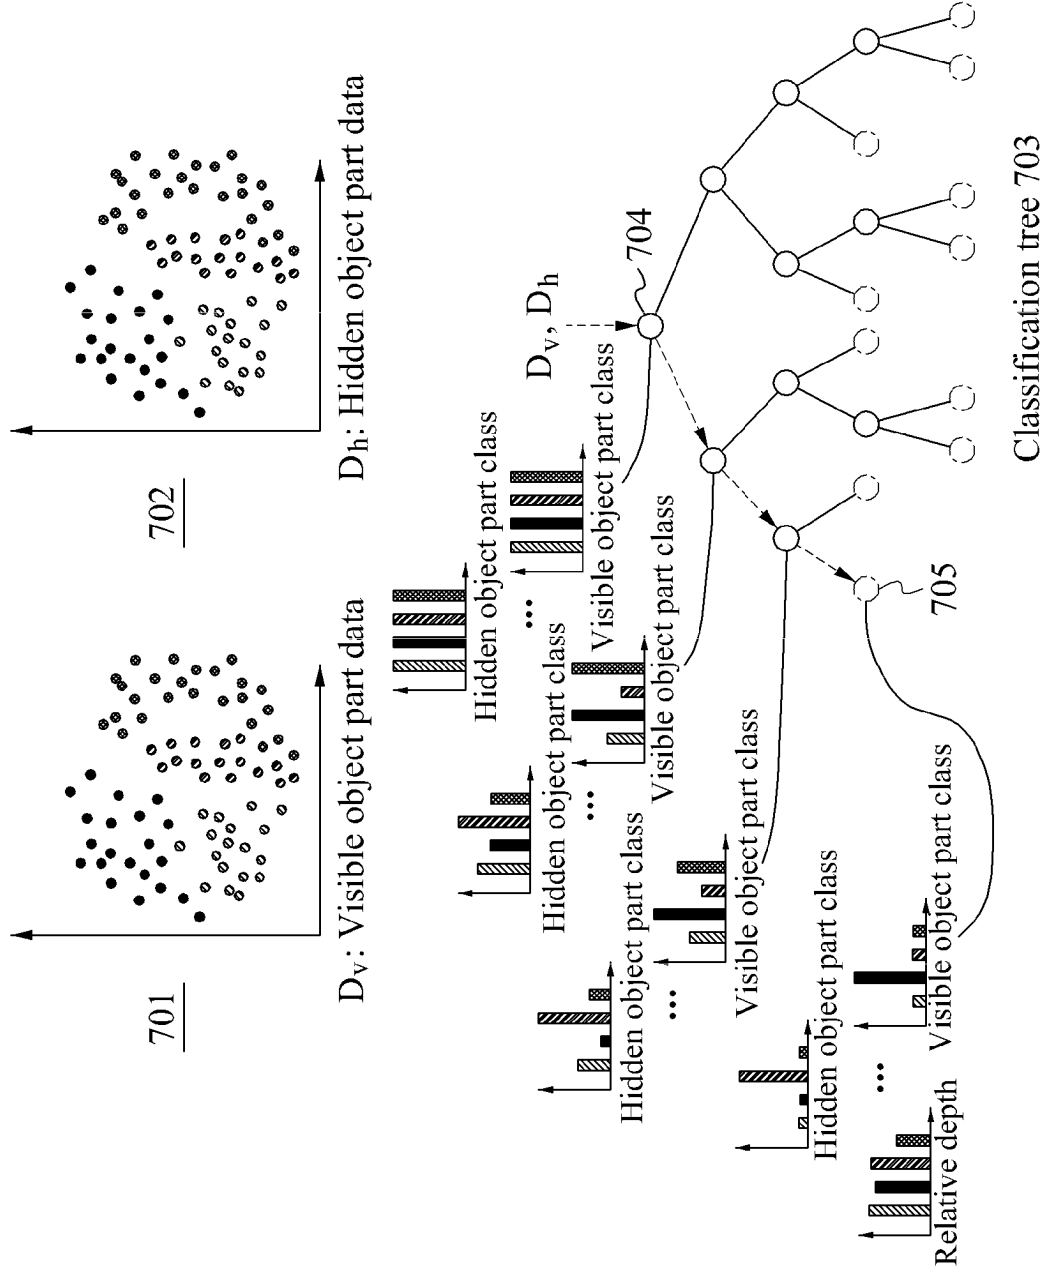 701
702
Dv: Visible object part data
Dh: Hidden object part data
Hidden object part class
...
Visible object part class
Dv, Dh
704
Hidden object part class
...
Visible object part class
Hidden object part class
...
Visible object part class
Hidden object part class
...
Visible object part class
Relative depth
705
Classification tree 703